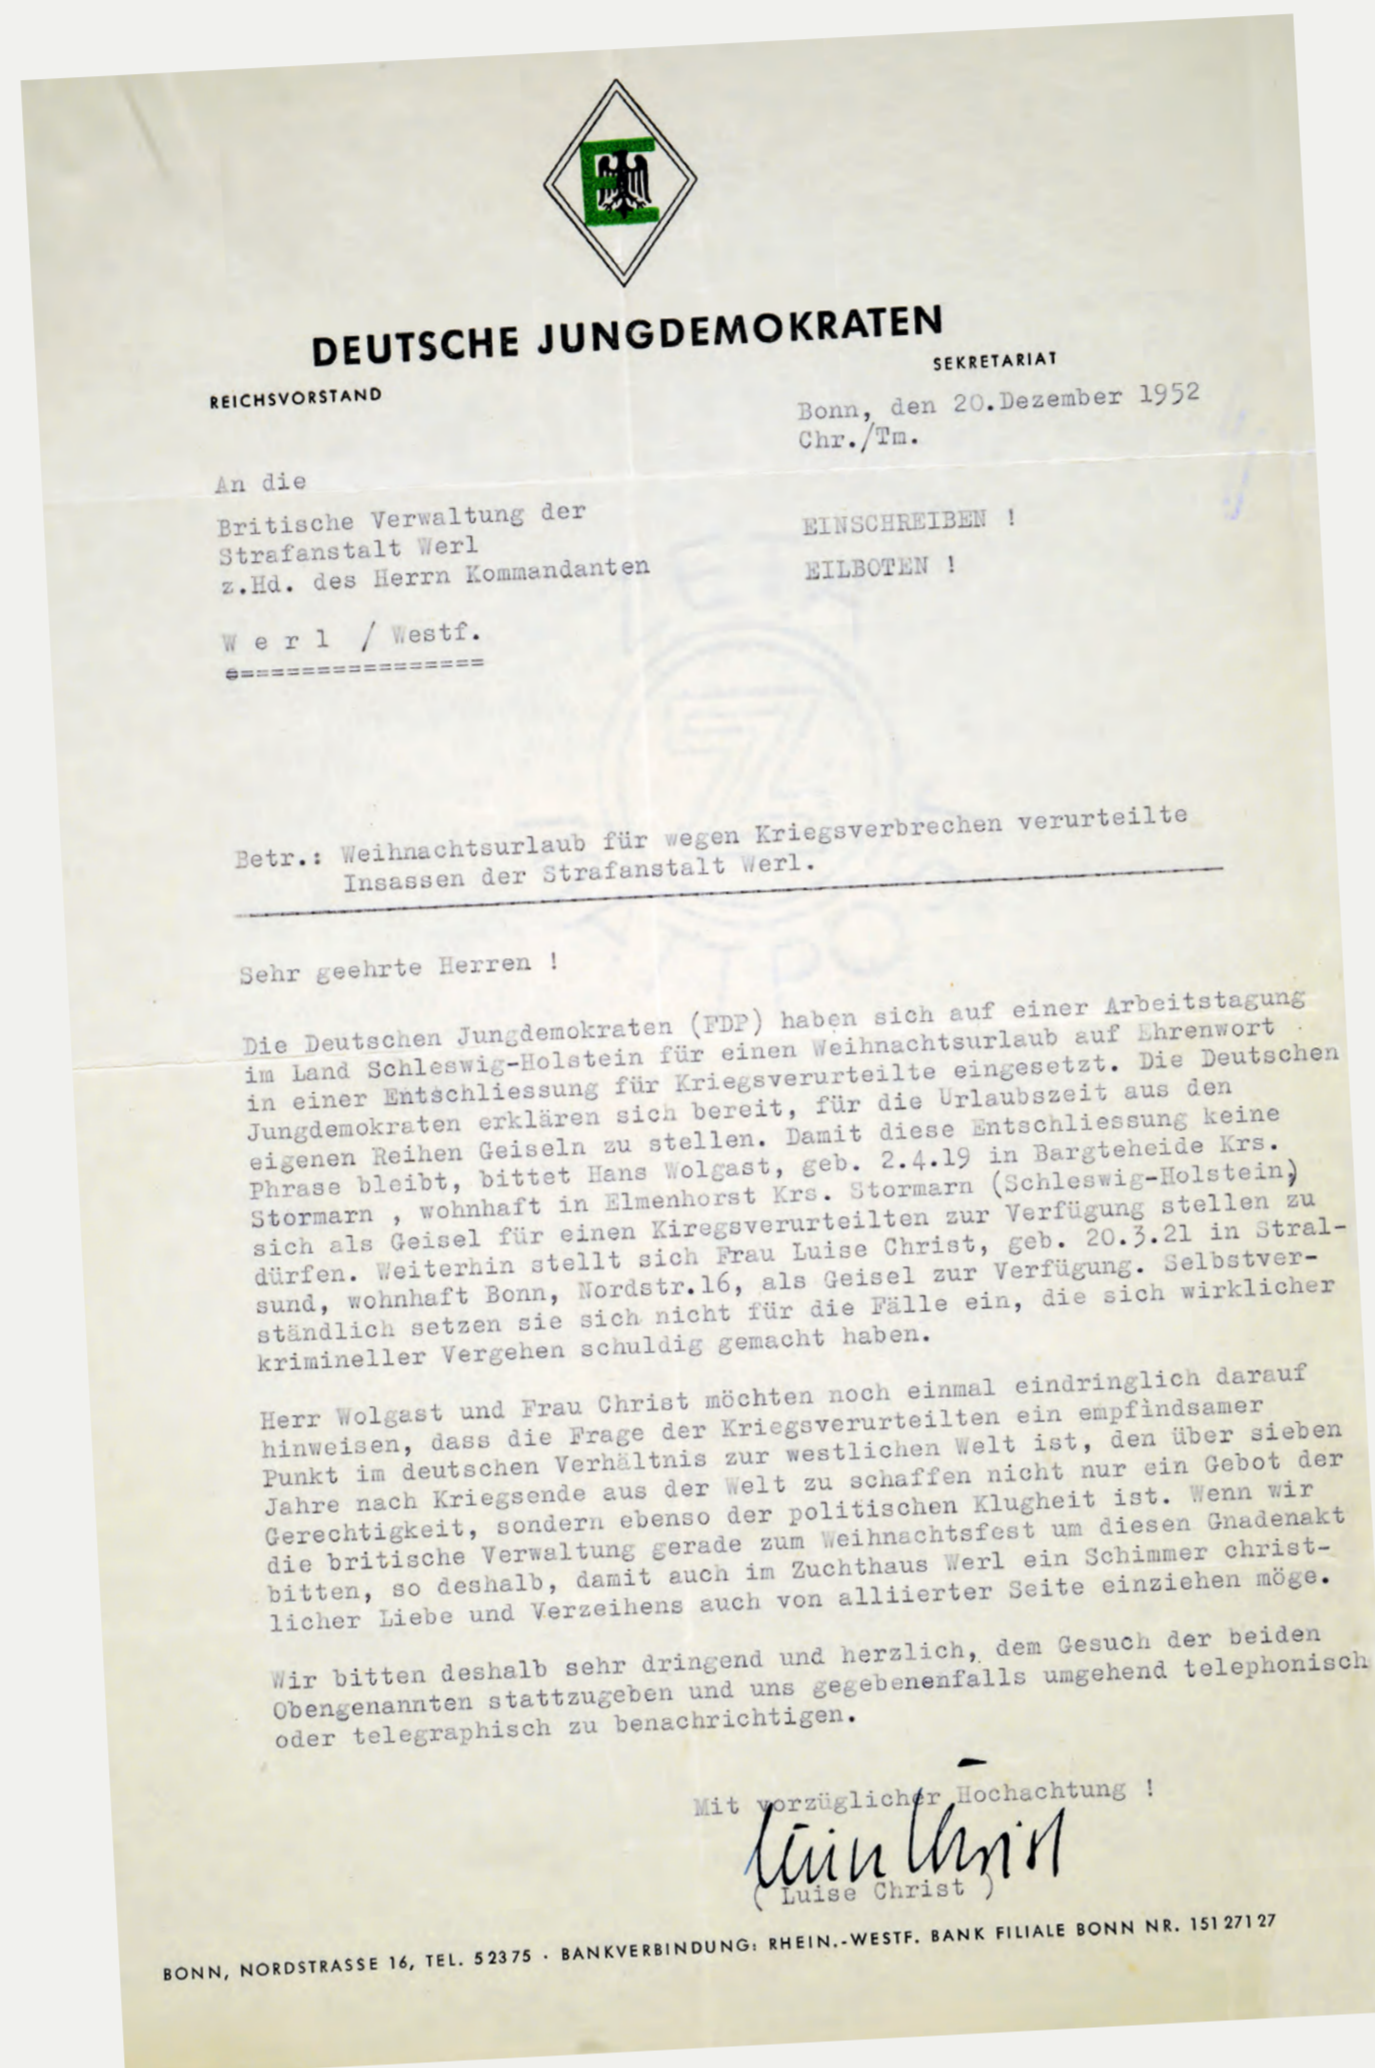 E
DEUTSCHE JUNGDEMOKRATEN
REICHSVORSTAND
SEKRETARIAT
Bonn, den 20.Dezember 1952
Chr./Tm.
An die
Britische Verwaltung der
Strafanstalt Werl
z.Hd. des Herrn Kommandanten
EINSCHREIBEN !
EILBOTEN !
W e r l / Westf.
=================
Betr.: Weihnachtsurlaub für wegen Kriegsverbrechen verurteilte
Insassen der Strafanstalt Werl.
Sehr geehrte Herren !
Die Deutschen Jungdemokraten (FDP) haben sich auf einer Arbeitstagung
im Land Schleswig-Holstein für einen Weihnachtsurlaub auf Ehrenwort
in einer Entschliessung für Kriegsverurteilte eingesetzt. Die Deutschen
Jungdemokraten erklären sich bereit, für die Urlaubszeit aus den
eigenen Reihen Geiseln zu stellen. Damit diese Entschliessung keine
Phrase bleibt, bittet Hans Wolgast, geb. 2.4.19 in Bargteheide Krs.
Stormarn , wohnhaft in Elmenhorst Krs. Stormarn (Schleswig-Holstein)
sich als Geisel für einen Kiregsverurteilten zur Verfügung stellen zu
dürfen. Weiterhin stellt sich Frau Luise Christ, geb. 20.3.21 in Stral-
sund, wohnhaft Bonn, Nordstr.16, als Geisel zur Verfügung. Selbstver-
ständlich setzen sie sich nicht für die Fälle ein, die sich wirklicher
krimineller Vergehen schuldig gemacht haben.
Herr Wolgast und Frau Christ möchten noch einmal eindringlich darauf
hinweisen, dass die Frage der Kriegsverurteilten ein empfindsamer
Punkt im deutschen Verhältnis zur westlichen Welt ist, den über sieben
Jahre nach Kriegsende aus der Welt zu schaffen nicht nur ein Gebot der
Gerechtigkeit, sondern ebenso der politischen Klugheit ist. Wenn wir
die britische Verwaltung gerade zum Weihnachtsfest um diesen Gnadenakt
bitten, so deshalb, damit auch im Zuchthaus Werl ein Schimmer christ-
licher Liebe und Verzeihens auch von alliierter Seite einziehen möge.
Wir bitten deshalb sehr dringend und herzlich, dem Gesuch der beiden
Obengenannten stattzugeben und uns gegebenenfalls umgehend telephonisch
oder telegraphisch zu benachrichtigen.
Mit vorzüglicher Hochachtung !
Luise Christ
( Luise Christ )
BONN, NORDSTRASSE 16, TEL. 52375 · BANKVERBINDUNG: RHEIN.-WESTF. BANK FILIALE BONN NR. 15127127